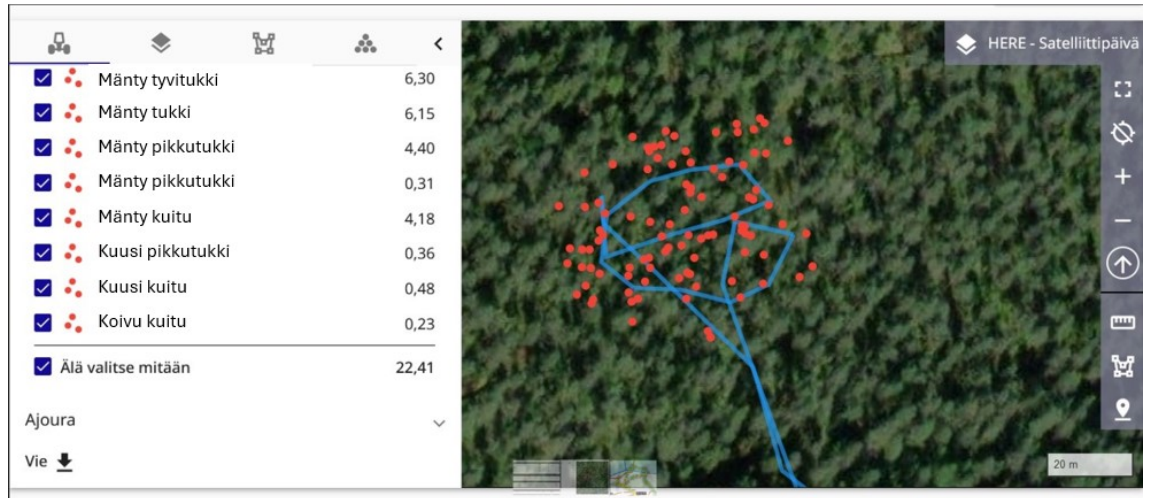 HERE - Satelliittipäivä
Mänty tyvitukki 6,30
Mänty tukki 6,15
Mänty pikkutukki 4,40
Mänty pikkutukki 0,31
Mänty kuitu 4,18
Kuusi pikkutukki 0,36
Kuusi kuitu 0,48
Koivu kuitu 0,23
Älä valitse mitään 22,41
Ajoura
Vie
20 m